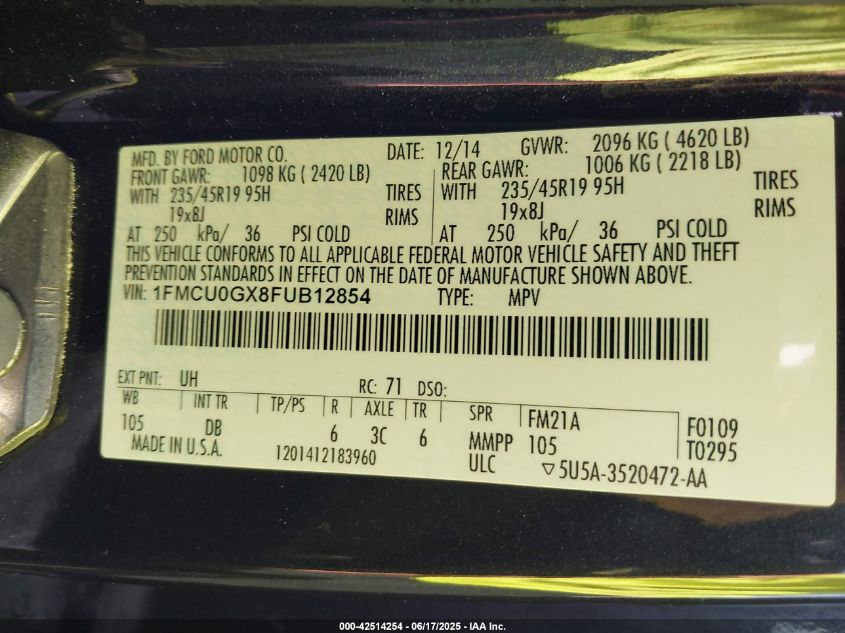 MFD. BY FORD MOTOR CO. DATE: 12/14 GVWR: 2096 KG ( 4620 LB)
FRONT GAWR: 1098 KG ( 2420 LB) REAR GAWR: 1006 KG ( 2218 LB)
WITH 235/45R19 95H TIRES WITH 235/45R19 95H TIRES
19x8J RIMS 19x8J RIMS
AT 250 kPa/ 36 PSI COLD AT 250 kPa/ 36 PSI COLD
THIS VEHICLE CONFORMS TO ALL APPLICABLE FEDERAL MOTOR VEHICLE SAFETY AND THEFT
PREVENTION STANDARDS IN EFFECT ON THE DATE OF MANUFACTURE SHOWN ABOVE.
VIN: 1FMCU0GX8FUB12854 TYPE: MPV
EXT PNT: UH RC: 71 DSO:
WB INT TR TP/PS R AXLE TR SPR FM21A F0109
105 DB 6 3C 6 MMPP 105 T0295
MADE IN U.S.A. 1201412183960 ULC ▽5U5A-3520472-AA
000-42514254 - 06/17/2025 - IAA Inc.